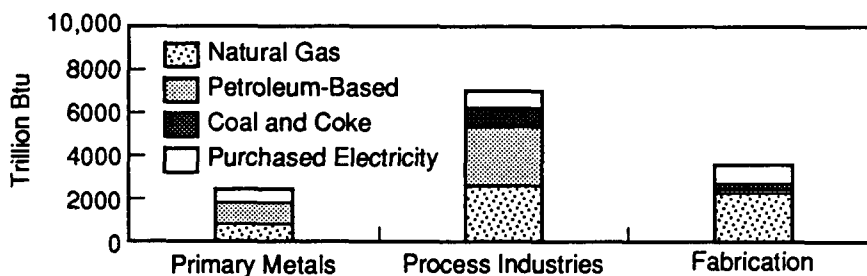 Trillion Btu
10,000
8000
6000
4000
2000
0
Natural Gas
Petroleum-Based
Coal and Coke
Purchased Electricity
Primary Metals
Process Industries
Fabrication